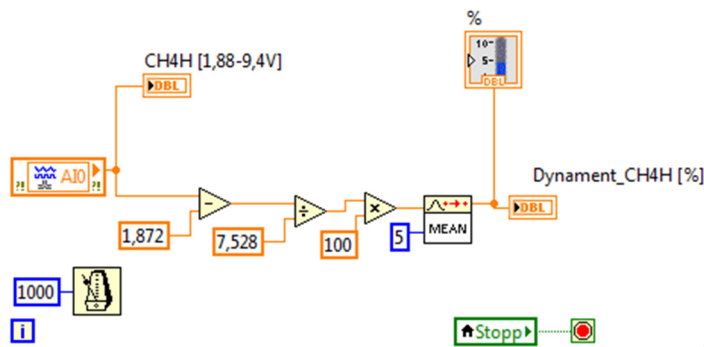 %
10
5
CH4H [1,88-9,4V]
DBL
DBL
?! AI0 ?!
Dynament_CH4H [%]
DBL
1,872
7,528
100
5
MEAN
1000
i
Stopp